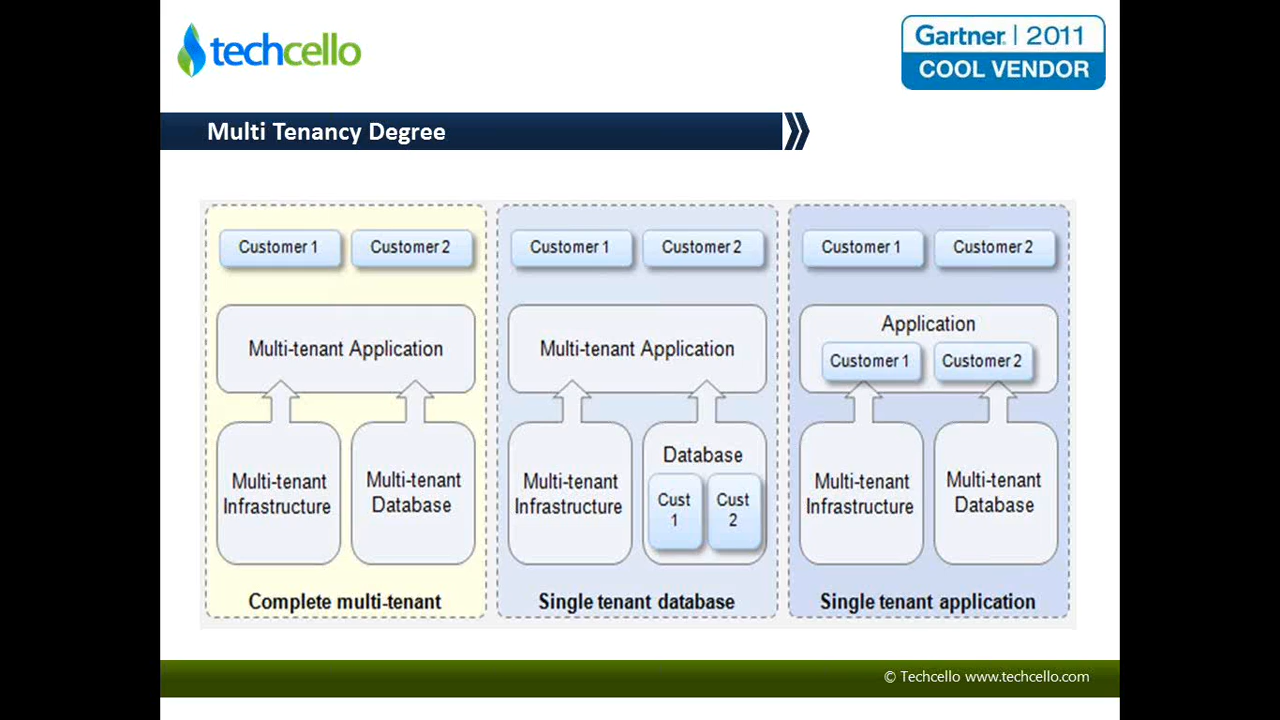 techcello
Gartner. | 2011
COOL VENDOR
Multi Tenancy Degree
Customer 1
Customer 2
Multi-tenant Application
Multi-tenant
Infrastructure
Multi-tenant
Database
Complete multi-tenant
Customer 1
Customer 2
Multi-tenant Application
Multi-tenant
Infrastructure
Database
Cust
1
Cust
2
Single tenant database
Customer 1
Customer 2
Application
Customer 1
Customer 2
Multi-tenant
Infrastructure
Multi-tenant
Database
Single tenant application
© Techcello www.techcello.com